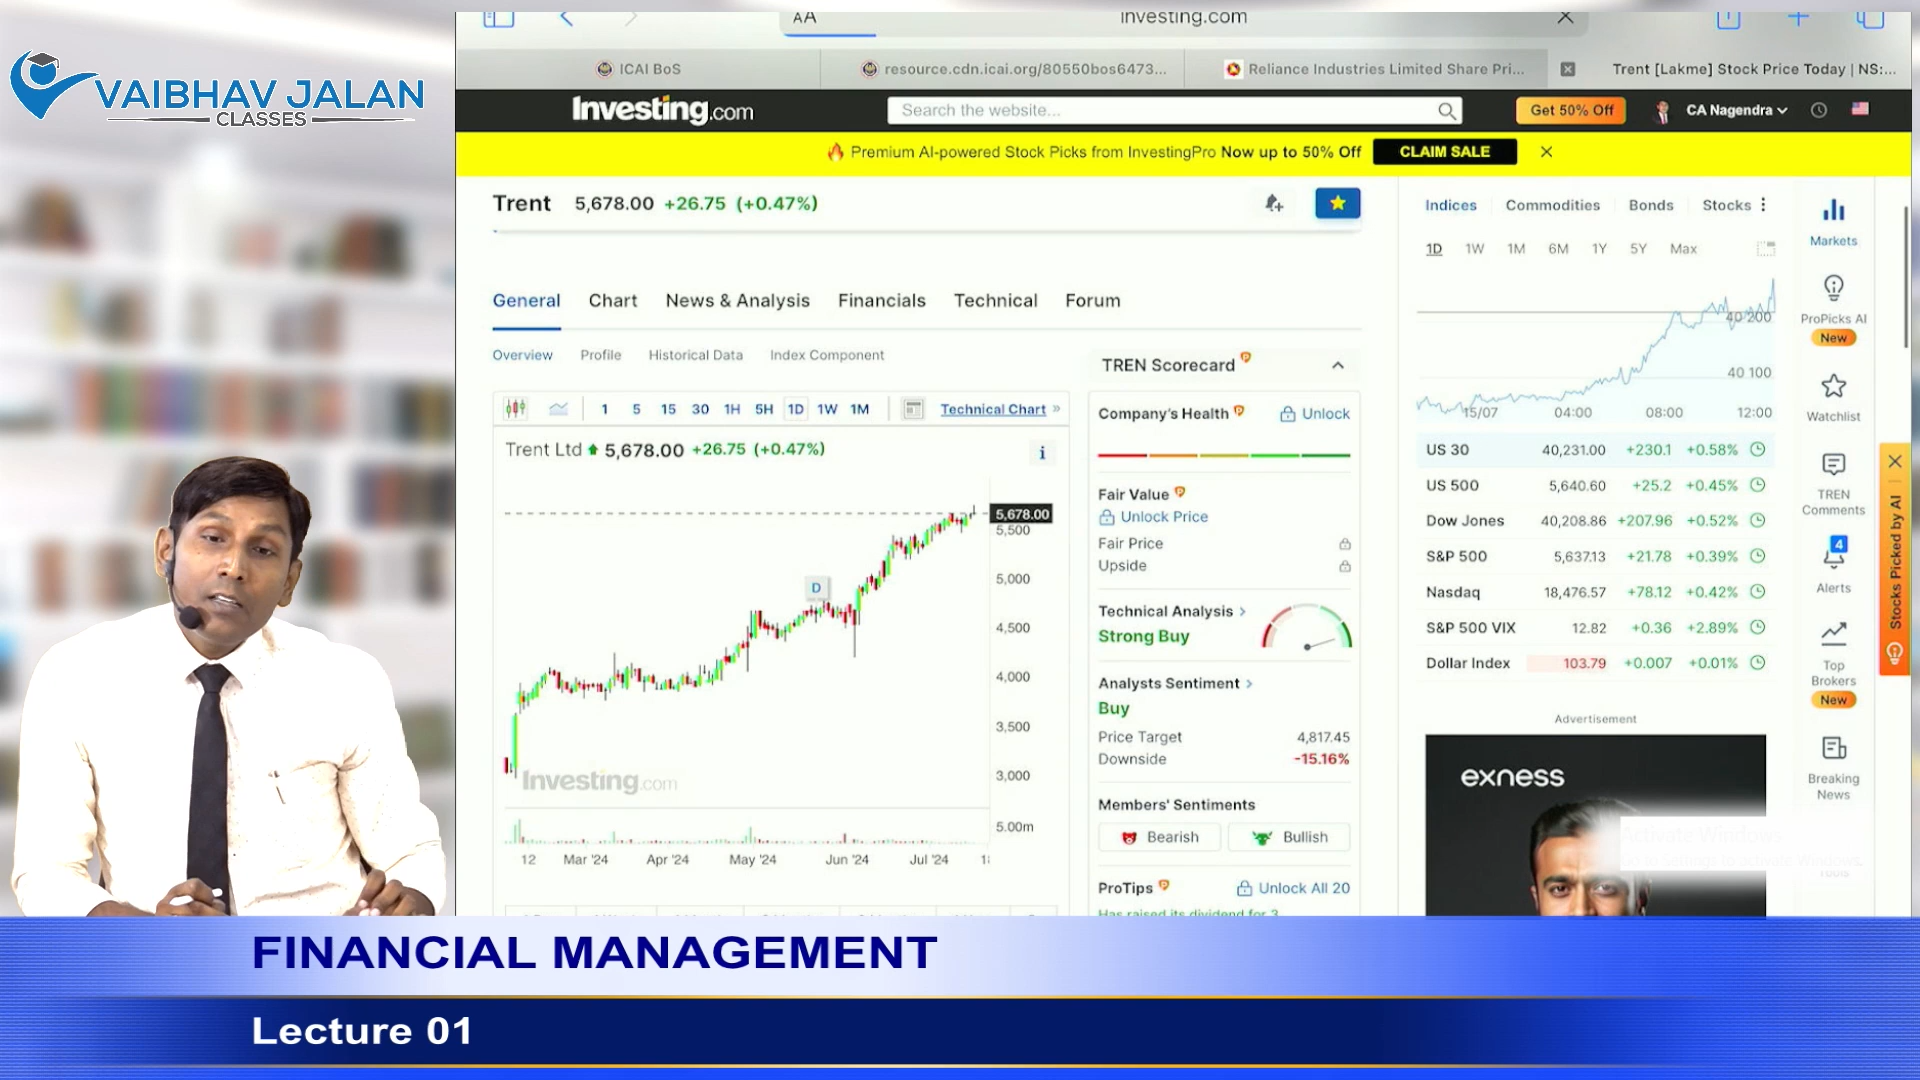 AA
investing.com
ICAI BoS
resource.cdn.icai.org/80550bos6473...
Reliance Industries Limited Share Pri...
Trent [Lakme] Stock Price Today | NS:...
VAIBHAV JALAN
CLASSES
Investing.com
Search the website...
Get 50% Off
CA Nagendra
Premium AI-powered Stock Picks from InvestingPro Now up to 50% Off
CLAIM SALE
Trent 5,678.00 +26.75 (+0.47%)
General Chart News & Analysis Financials Technical Forum
Overview Profile Historical Data Index Component
1 5 15 30 1H 5H 1D 1W 1M Technical Chart »
Trent Ltd 5,678.00 +26.75 (+0.47%)
i
5,678.00
5,500
5,000
4,500
4,000
3,500
3,000
5.00m
D
Investing.com
12 Mar '24 Apr '24 May '24 Jun '24 Jul '24
TREN Scorecard
Company's Health Unlock
Fair Value
Unlock Price
Fair Price
Upside
Technical Analysis
Strong Buy
Analysts Sentiment
Buy
Price Target 4,817.45
Downside -15.16%
Members' Sentiments
Bearish Bullish
ProTips Unlock All 20
Has raised its dividend for 3
Indices Commodities Bonds Stocks
1D 1W 1M 6M 1Y 5Y Max
40 200
40 100
15/07 04:00 08:00 12:00
US 30 40,231.00 +230.1 +0.58%
US 500 5,640.60 +25.2 +0.45%
Dow Jones 40,208.86 +207.96 +0.52%
S&P 500 5,637.13 +21.78 +0.39%
Nasdaq 18,476.57 +78.12 +0.42%
S&P 500 VIX 12.82 +0.36 +2.89%
Dollar Index 103.79 +0.007 +0.01%
Advertisement
exness
Markets
ProPicks AI
New
Watchlist
TREN
Comments
4
Alerts
Top
Brokers
New
Breaking
News
Tools
Stocks Picked by AI
Activate Windows
FINANCIAL MANAGEMENT
Lecture 01